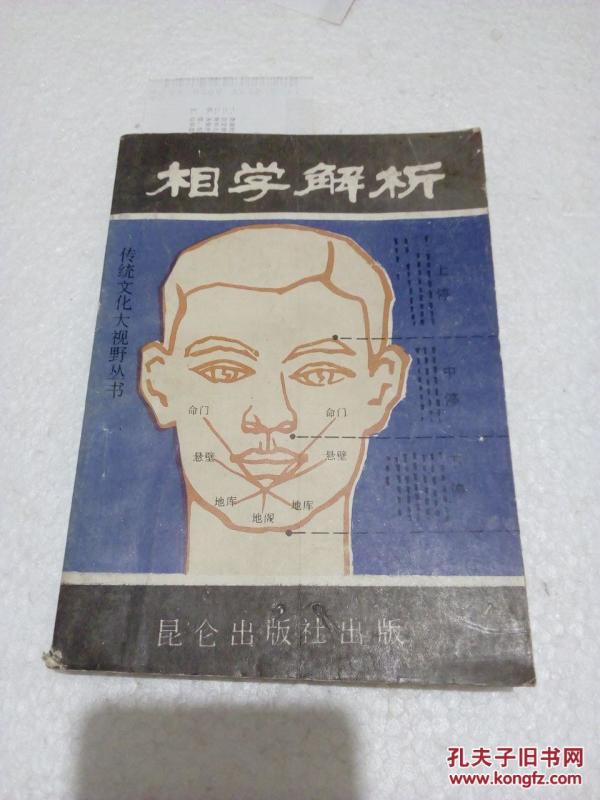 相学解析
传统文化大视野丛书
上停
中停
下停
命门
命门
悬壁
悬壁
地库
地阁
地库
昆仑出版社出版
孔夫子旧书网
www.kongfz.com